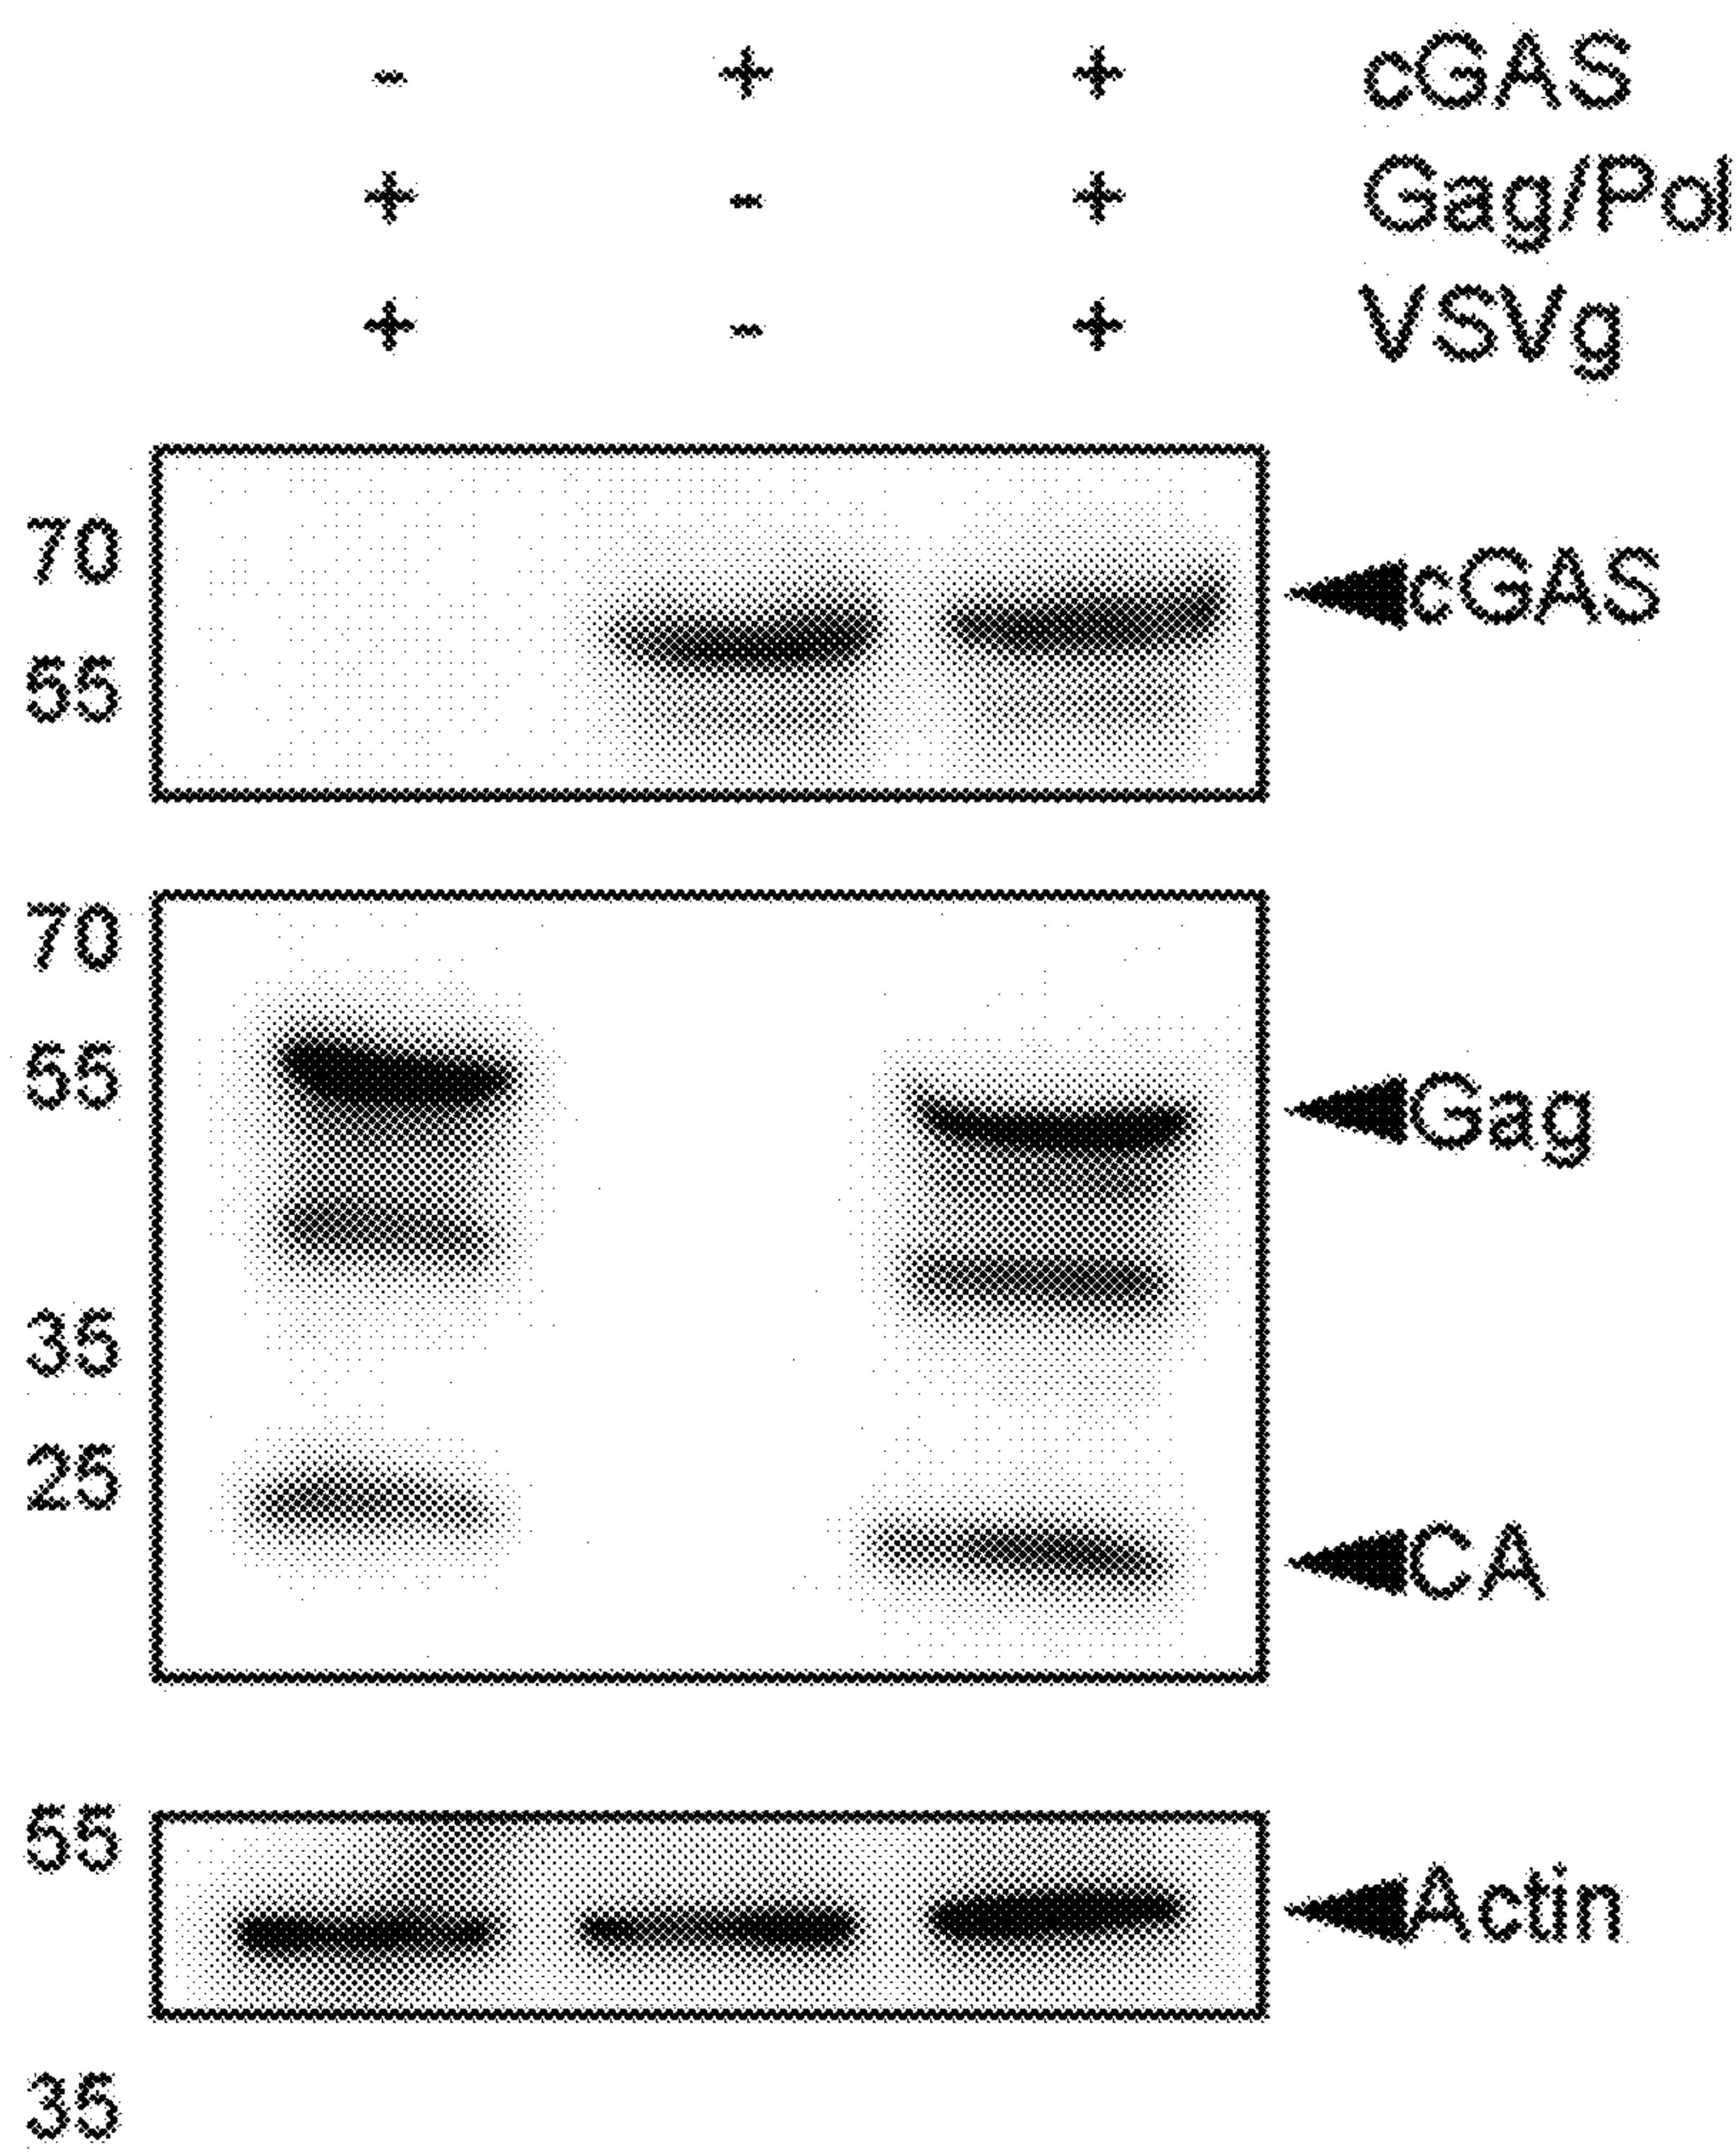 - + + cGAS
+ - + Gag/Pol
+ - + VSVg
70
cGAS
55
70
55
Gag
35
25
CA
55
Actin
35